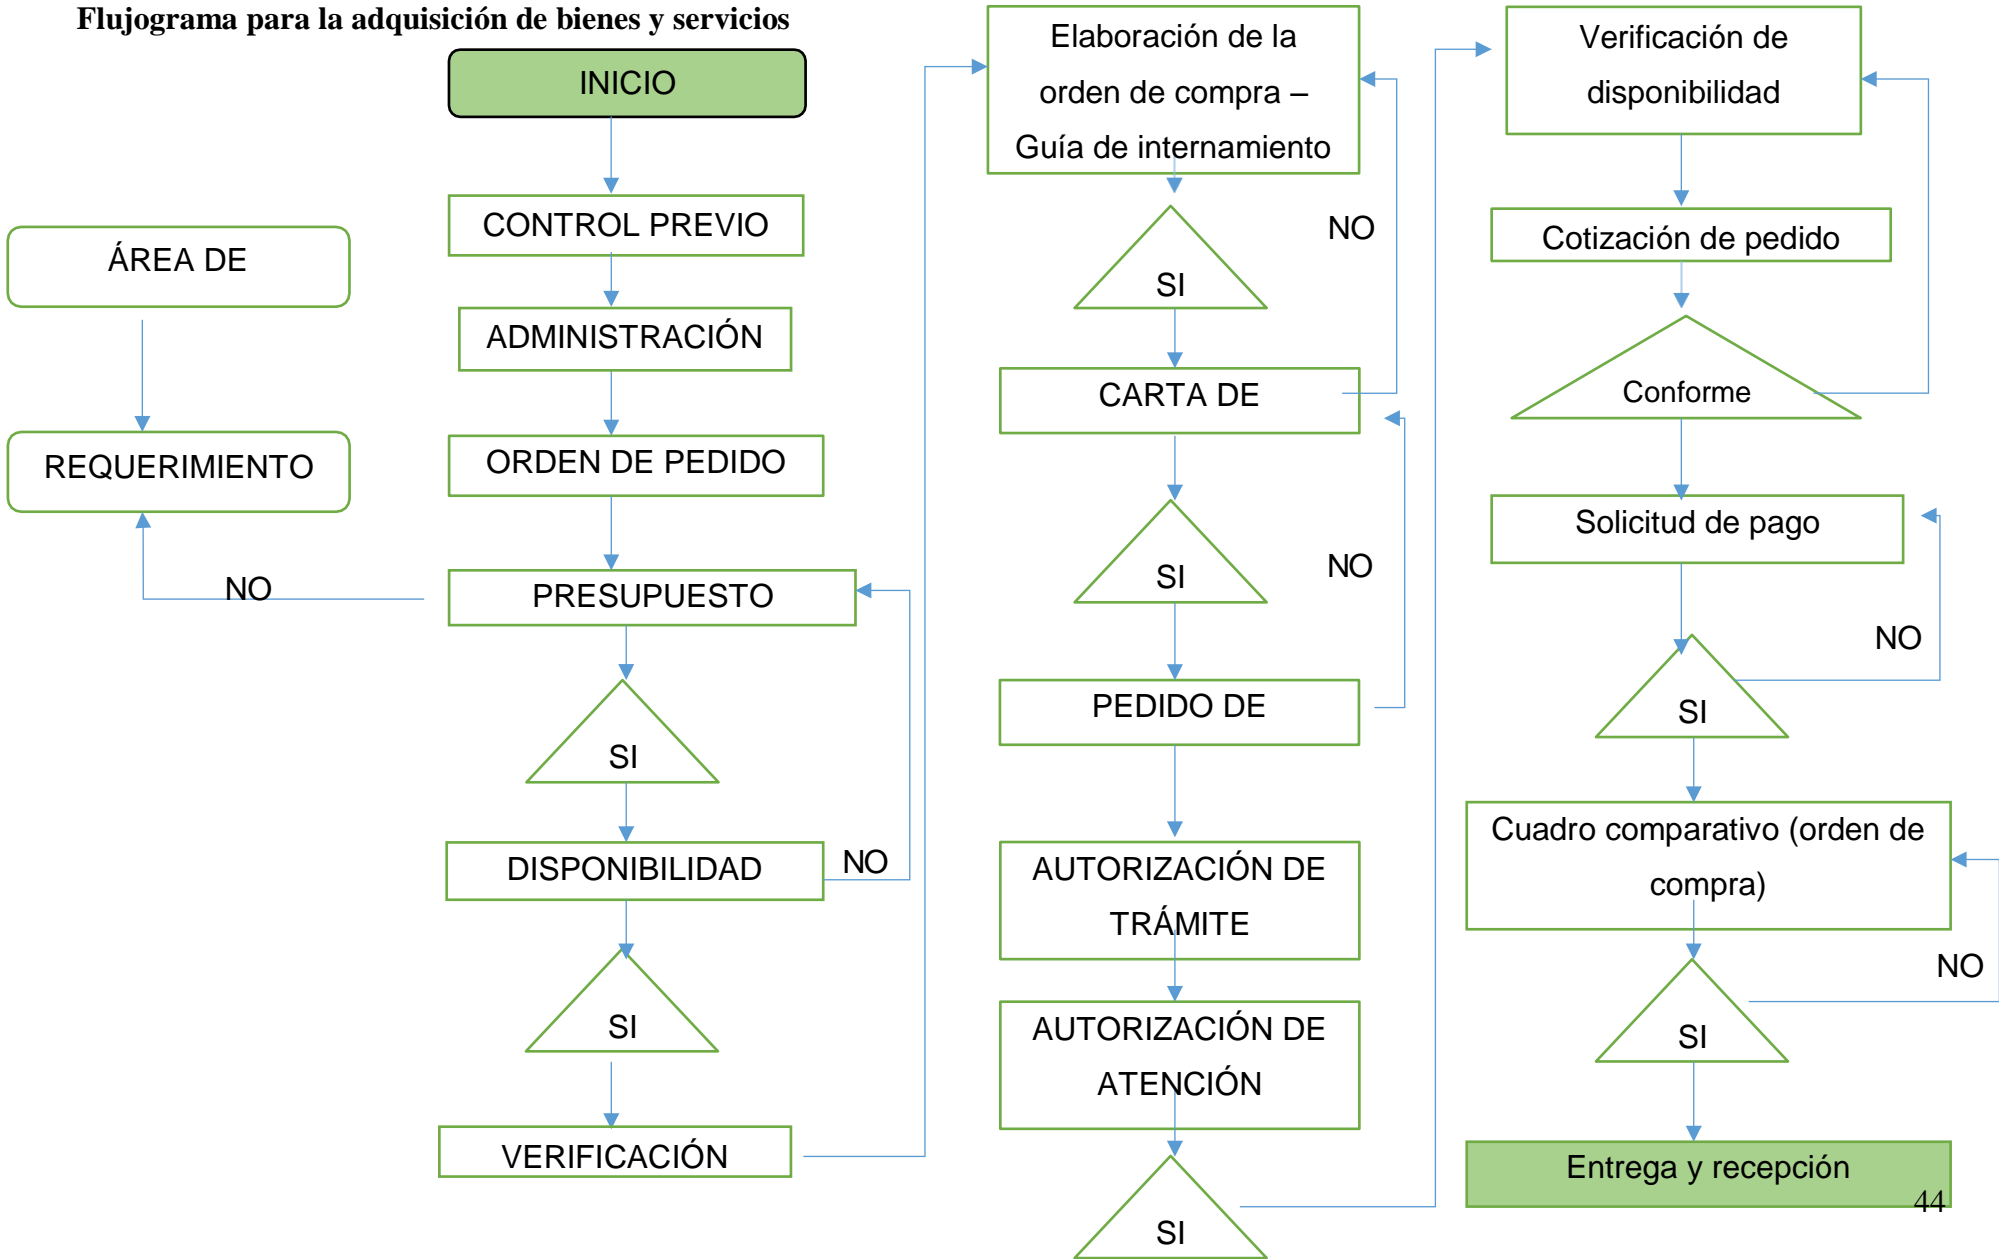 Flujograma para la adquisición de bienes y servicios
INICIO
CONTROL PREVIO
ÁREA DE
ADMINISTRACIÓN
REQUERIMIENTO
ORDEN DE PEDIDO
NO
PRESUPUESTO
SI
DISPONIBILIDAD
NO
SI
VERIFICACIÓN
Elaboración de la
orden de compra –
Guía de internamiento
NO
SI
CARTA DE
SI
NO
PEDIDO DE
AUTORIZACIÓN DE
TRÁMITE
AUTORIZACIÓN DE
ATENCIÓN
SI
Verificación de
disponibilidad
Cotización de pedido
Conforme
Solicitud de pago
NO
SI
Cuadro comparativo (orden de
compra)
NO
SI
Entrega y recepción
44